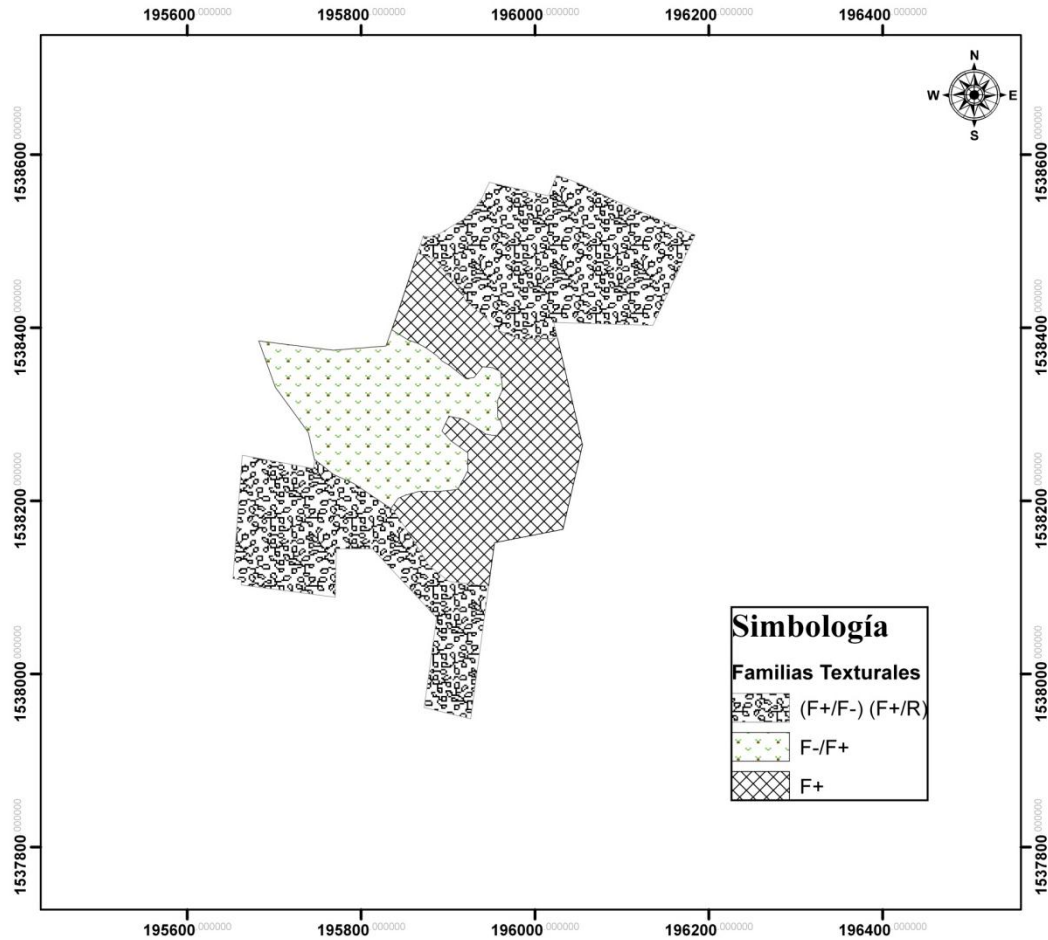 195600.000000 195800.000000 196000.000000 196200.000000 196400.000000
N
W E
S
1538600.000000 1538600.000000
1538400.000000 1538400.000000
1538200.000000 1538200.000000
1538000.000000 1538000.000000
1537800.000000 1537800.000000
Simbología
Familias Texturales
(F+/F-) (F+/R)
F-/F+
F+
195600.000000 195800.000000 196000.000000 196200.000000 196400.000000